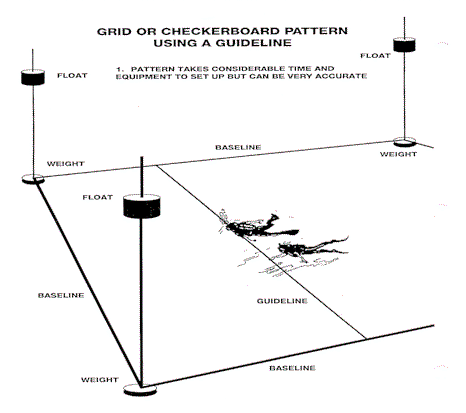 GRID OR CHECKERBOARD PATTERN
USING A GUIDELINE
FLOAT
FLOAT
1. PATTERN TAKES CONSIDERABLE TIME AND
EQUIPMENT TO SET UP BUT CAN BE VERY ACCURATE
BASELINE
WEIGHT
WEIGHT
FLOAT
BASELINE
GUIDELINE
BASELINE
WEIGHT